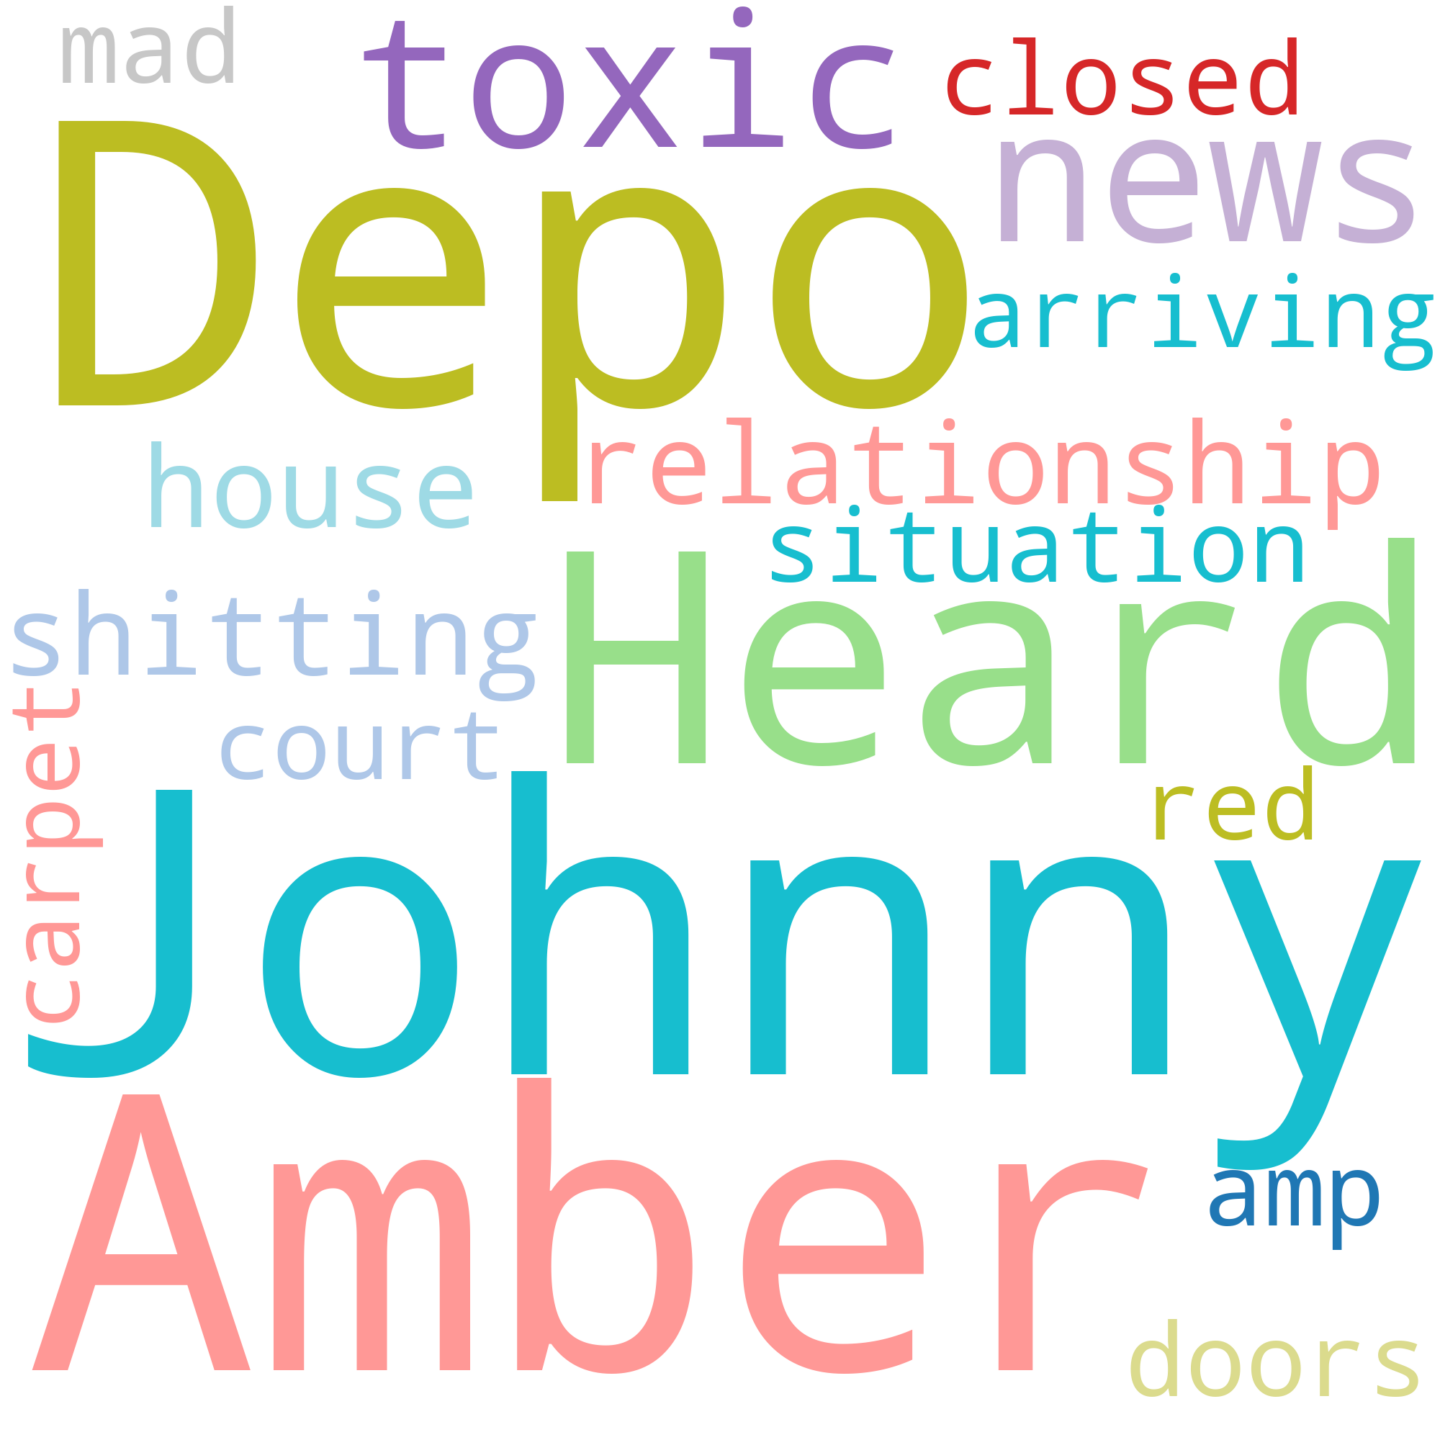 mad
toxic
closed
news
Depo
arriving
relationship
house
situation
shitting
Heard
court
carpet
red
Johnny
Amber
amp
doors